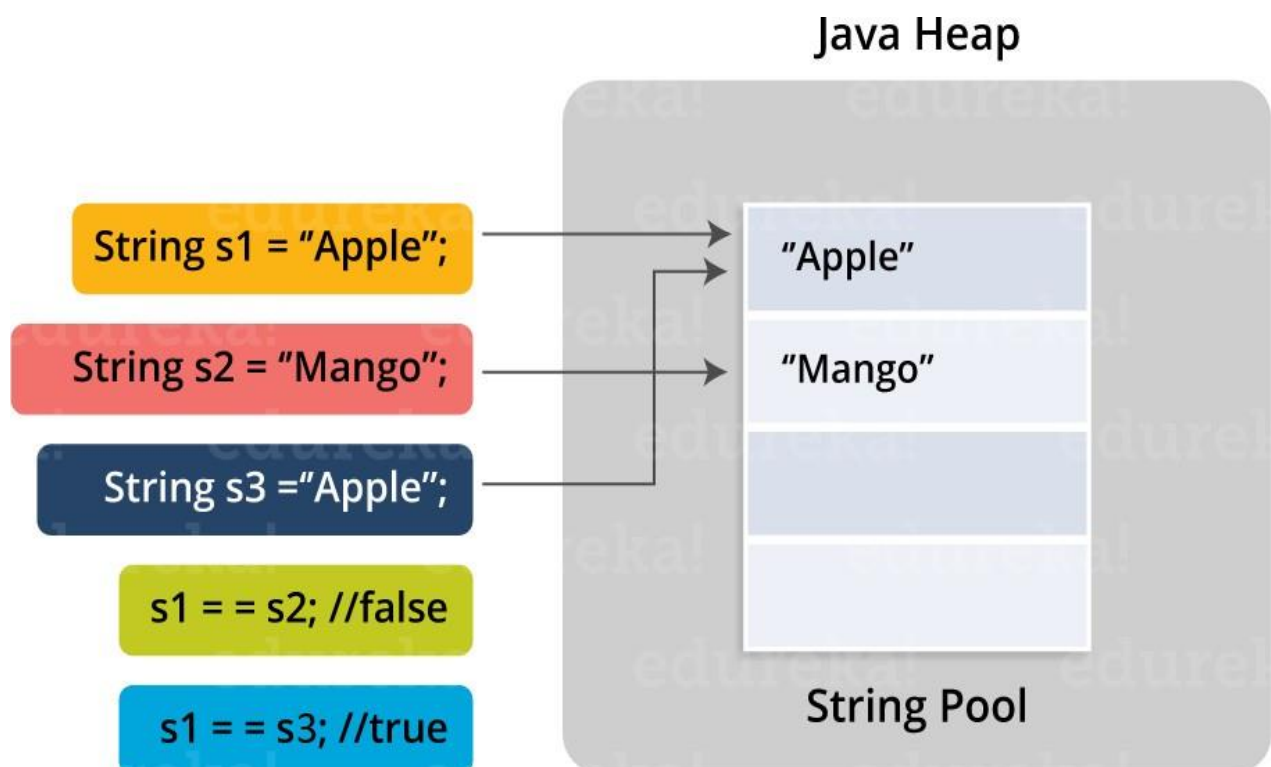 Java Heap
String s1 = "Apple";
"Apple"
String s2 = "Mango";
"Mango"
String s3 ="Apple";
s1 = = s2; //false
s1 = = s3; //true
String Pool
edureka!